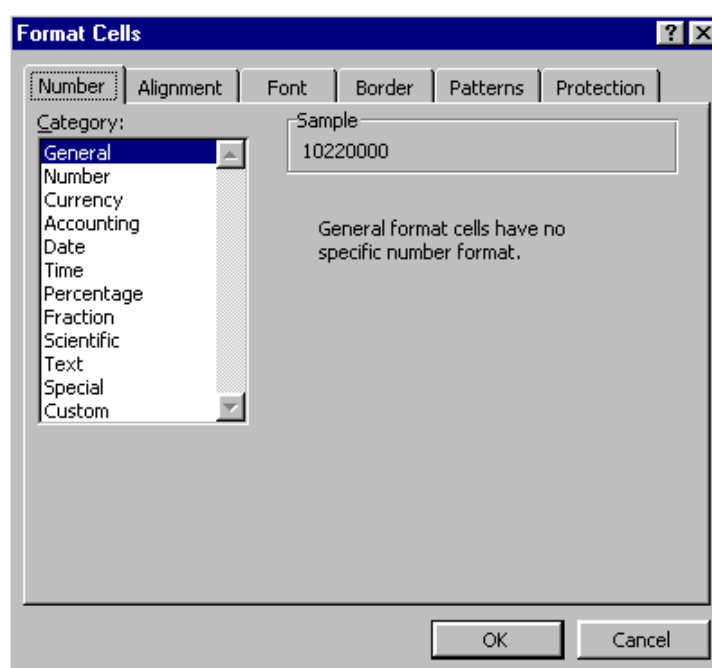 Format Cells
Number Alignment Font Border Patterns Protection
Category:
General
Number
Currency
Accounting
Date
Time
Percentage
Fraction
Scientific
Text
Special
Custom
Sample
10220000
General format cells have no
specific number format.
OK Cancel